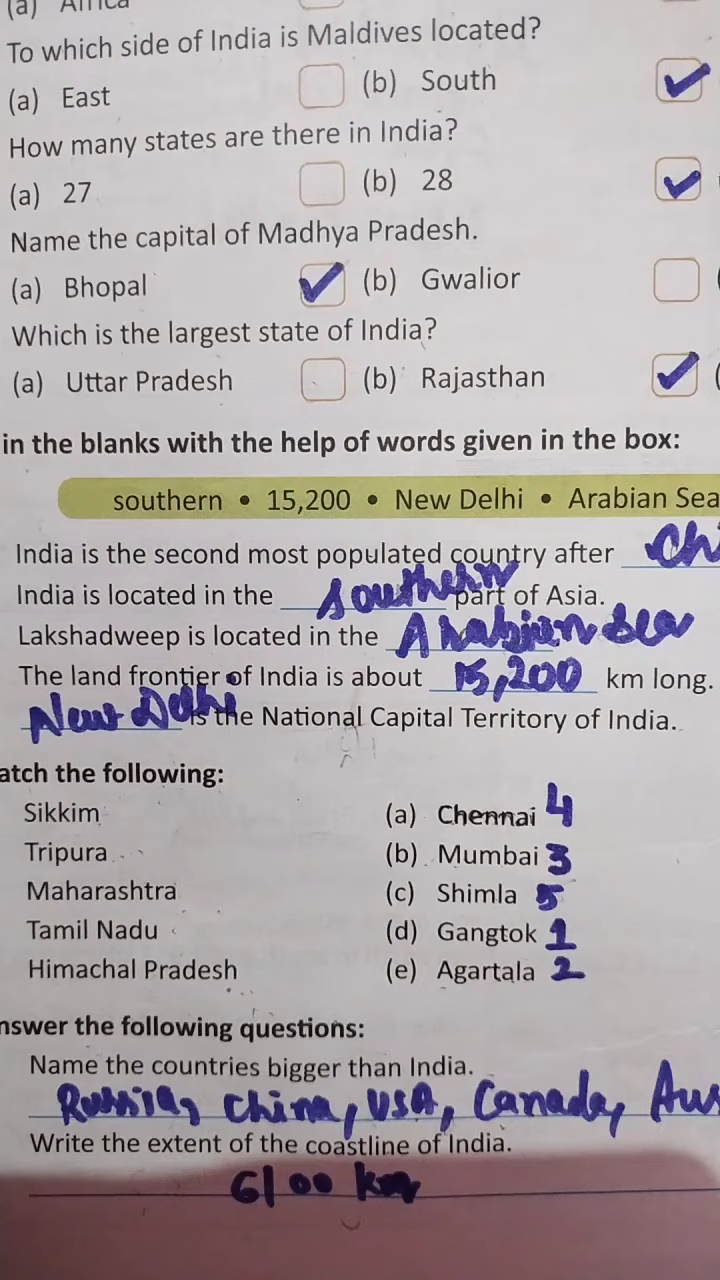 (a) Africa
To which side of India is Maldives located?
(a) East (b) South
How many states are there in India?
(a) 27 (b) 28
Name the capital of Madhya Pradesh.
(a) Bhopal (b) Gwalior
Which is the largest state of India?
(a) Uttar Pradesh (b) Rajasthan
in the blanks with the help of words given in the box:
southern • 15,200 • New Delhi • Arabian Sea
India is the second most populated country after Chi
India is located in the Southern part of Asia.
Lakshadweep is located in the Arabian Sea
The land frontier of India is about 15,200 km long.
New Delhi is the National Capital Territory of India.
atch the following:
Sikkim (a) Chennai 4
Tripura (b) Mumbai 3
Maharashtra (c) Shimla 5
Tamil Nadu (d) Gangtok 1
Himachal Pradesh (e) Agartala 2
nswer the following questions:
Name the countries bigger than India.
Russia, China, USA, Canada, Aus
Write the extent of the coastline of India.
6100 km